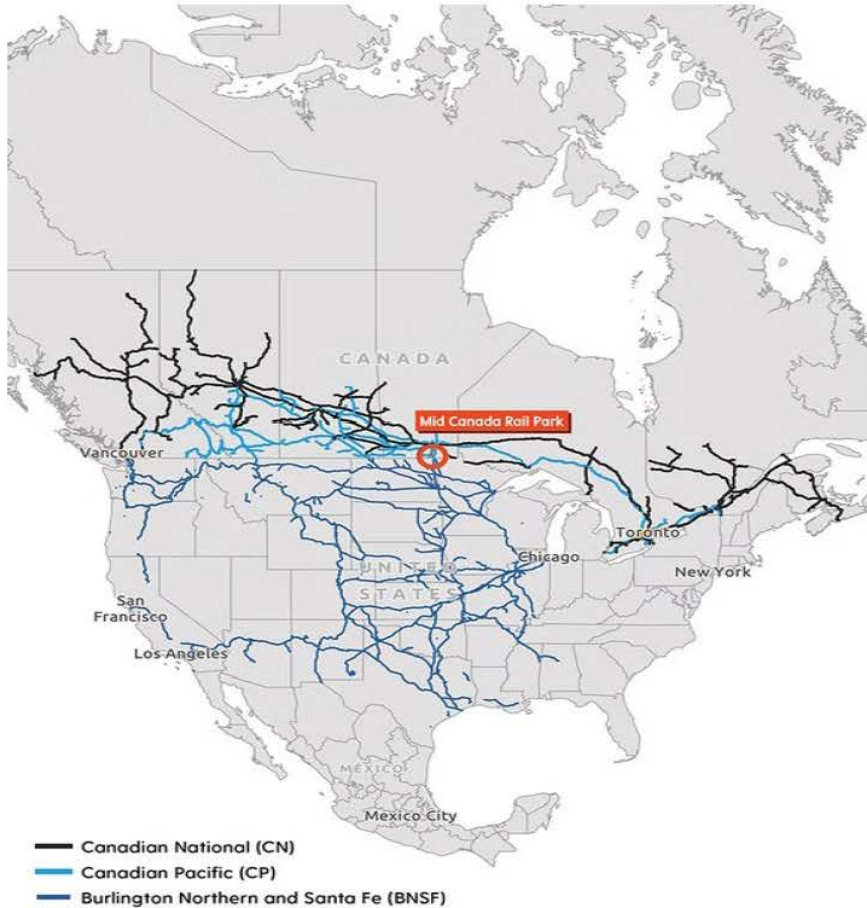 CANADA
Mid Canada Rail Park
Vancouver
Toronto
Chicago
UNITED
STATES
New York
San
Francisco
Los Angeles
MÉXICO
Mexico City
Canadian National (CN)
Canadian Pacific (CP)
Burlington Northern and Santa Fe (BNSF)